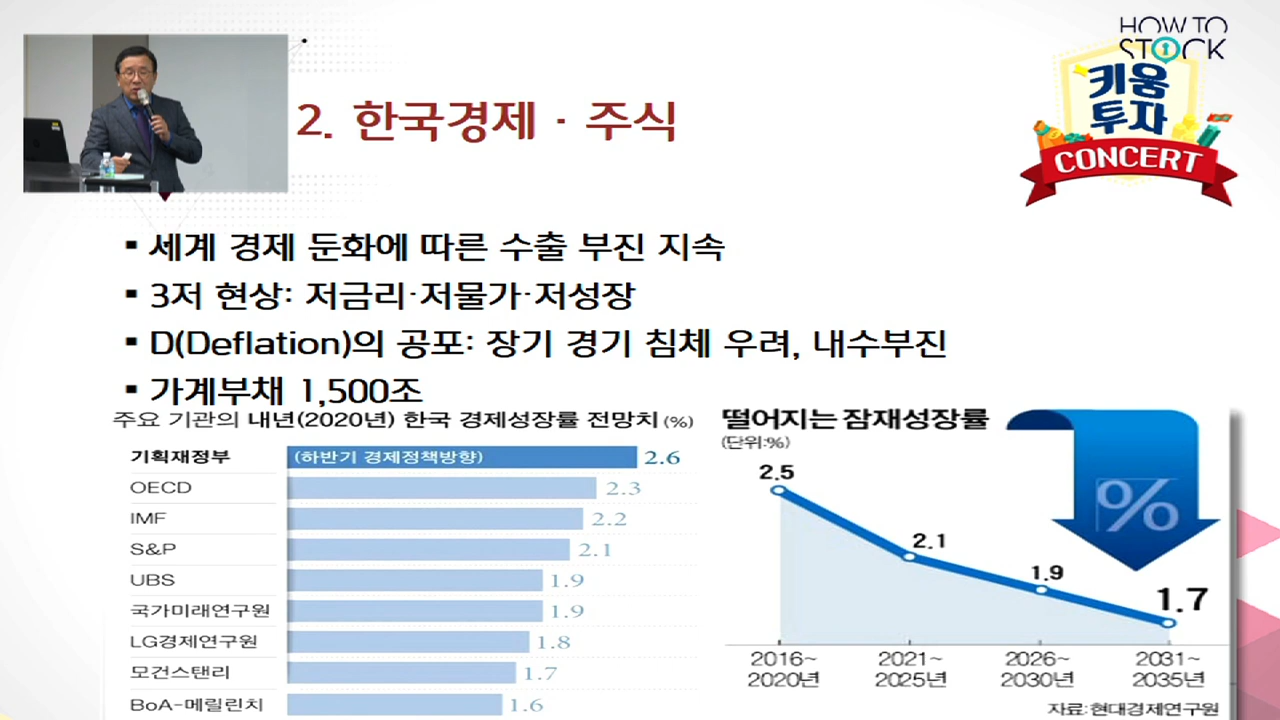 HOW TO
STOCK
키움
투자
CONCERT
2. 한국경제 · 주식
▪ 세계 경제 둔화에 따른 수출 부진 지속
▪ 3저 현상: 저금리·저물가·저성장
▪ D(Deflation)의 공포: 장기 경기 침체 우려, 내수부진
▪ 가계부채 1,500조
주요 기관의 내년(2020년) 한국 경제성장률 전망치 (%)
기획재정부 (하반기 경제정책방향) 2.6
OECD 2.3
IMF 2.2
S&P 2.1
UBS 1.9
국가미래연구원 1.9
LG경제연구원 1.8
모건스탠리 1.7
BoA-메릴린치 1.6
떨어지는 잠재성장률
(단위:%)
%
2.5
2.1
1.9
1.7
2016~ 2021~ 2026~ 2031~
2020년 2025년 2030년 2035년
자료:현대경제연구원